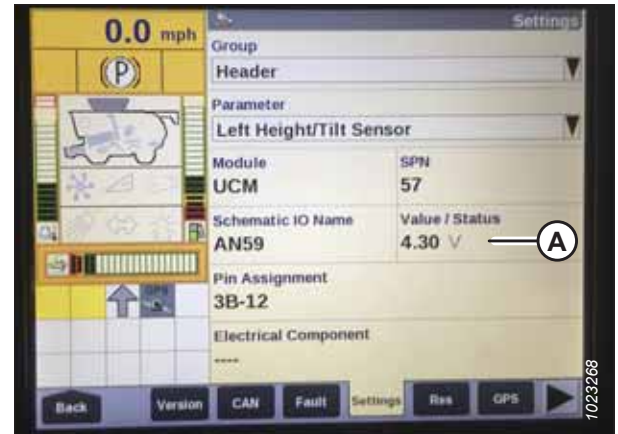 0.0 mph
(P)
Settings
Group
Header
Parameter
Left Height/Tilt Sensor
Module
UCM
SPN
57
Schematic IO Name
AN59
Value / Status
4.30 V
A
Pin Assignment
3B-12
Electrical Component
----
GPS
Back
Version
CAN
Fault
Settings
Res
GPS
1023268